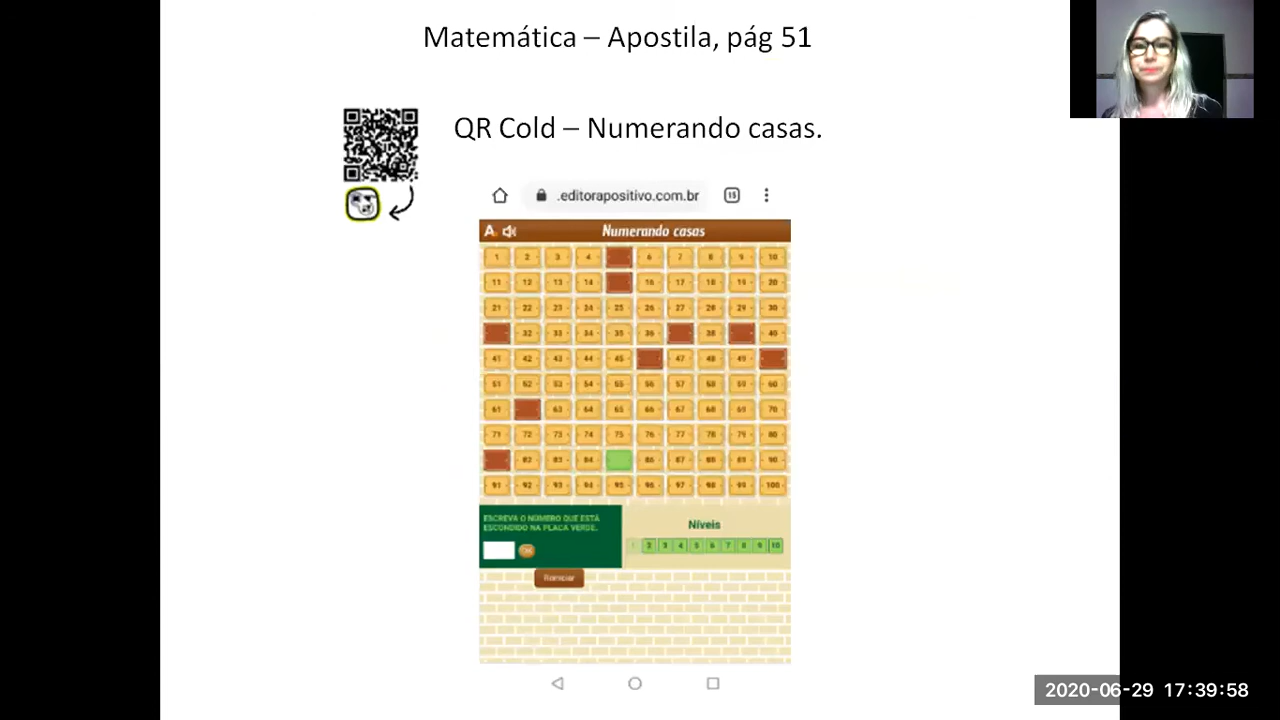 Matemática – Apostila, pág 51
QR Cold – Numerando casas.
.editorapositivo.com.br
15
A
Numerando casas
1 2 3 4 6 7 8 9 10
11 12 13 14 16 17 18 19 20
21 22 23 24 25 26 27 28 29 30
32 33 34 35 36 38 40
41 42 43 44 45 47 48 49
51 52 53 54 55 56 57 58 59 60
61 63 64 65 66 67 68 69 70
71 72 73 74 75 76 77 78 79 80
82 83 84 86 87 88 89 90
91 92 93 94 95 96 97 98 99 100
ESCREVA O NÚMERO QUE ESTÁ
ESCONDIDO NA PLACA VERDE.
OK
Níveis
1 2 3 4 5 6 7 8 9 10
Reiniciar
2020-06-29 17:39:58